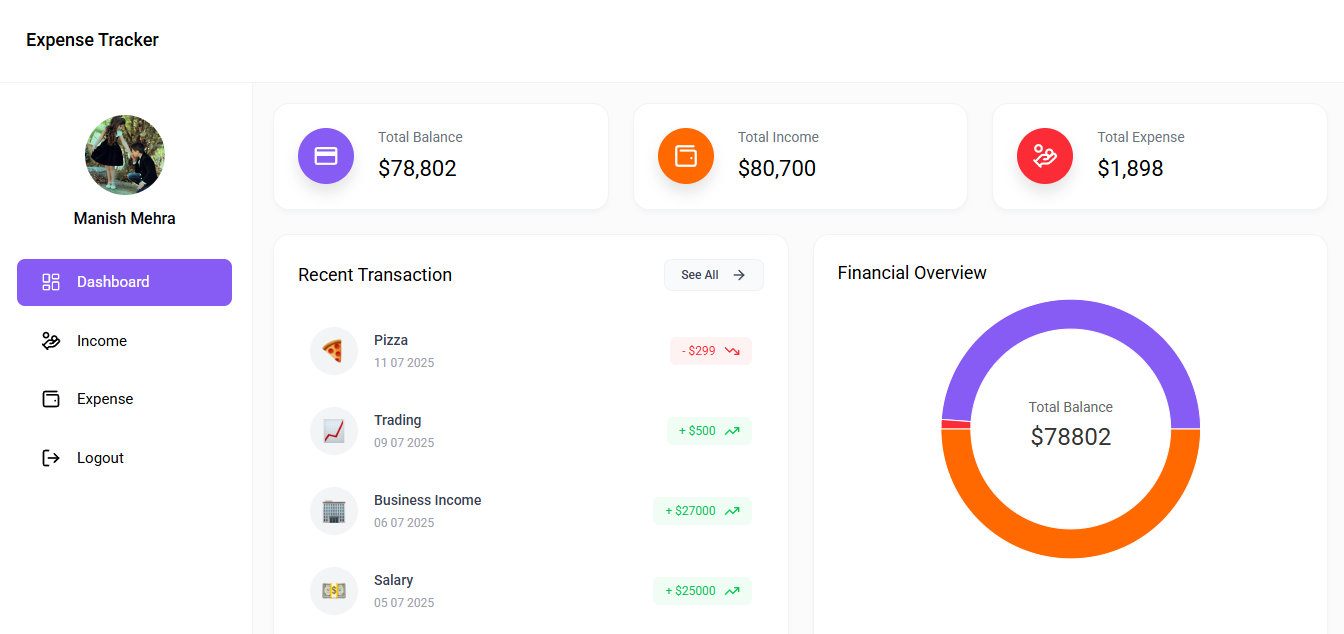 Expense Tracker
Manish Mehra
Dashboard
Income
Expense
Logout
Total Balance
$78,802
Total Income
$80,700
Total Expense
$1,898
Recent Transaction
See All
Pizza
11 07 2025
- $299
Trading
09 07 2025
+ $500
Business Income
06 07 2025
+ $27000
Salary
05 07 2025
+ $25000
Financial Overview
Total Balance
$78802